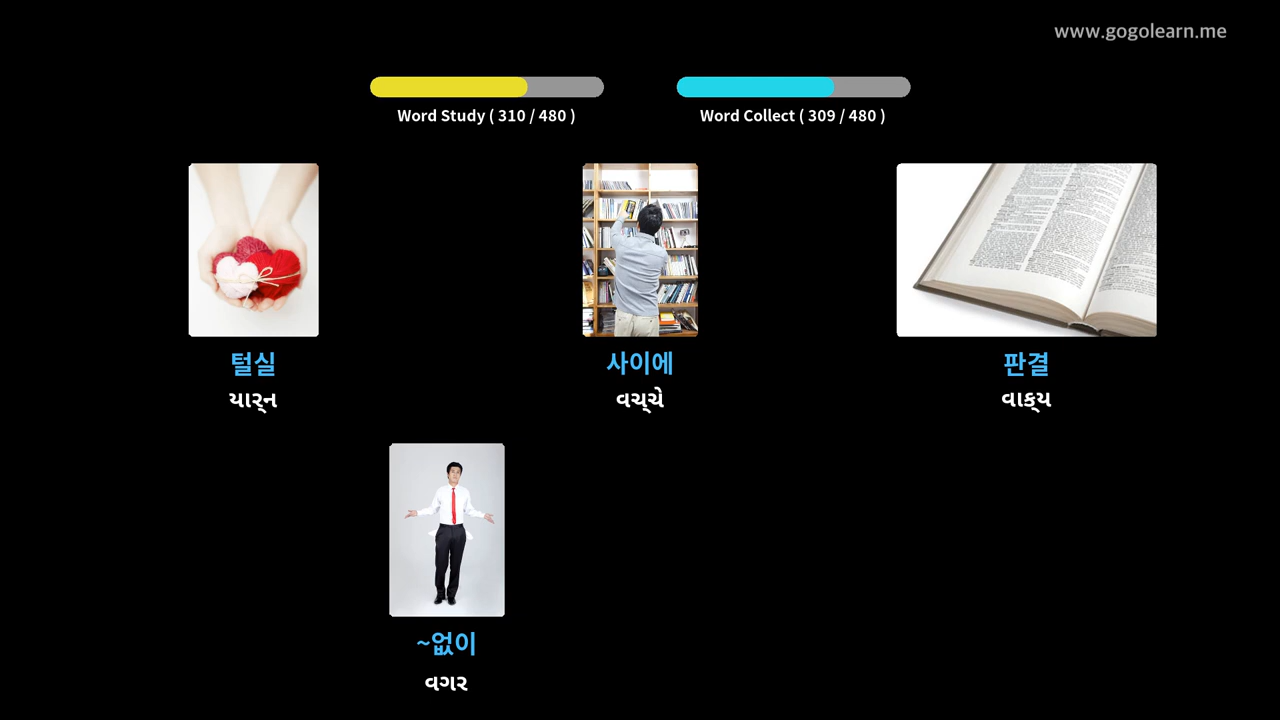 www.gogolearn.me
Word Study ( 310 / 480 )
Word Collect ( 309 / 480 )
털실
યાર્ન
사이에
વચ્ચે
판결
વાક્ય
~없이
વગર